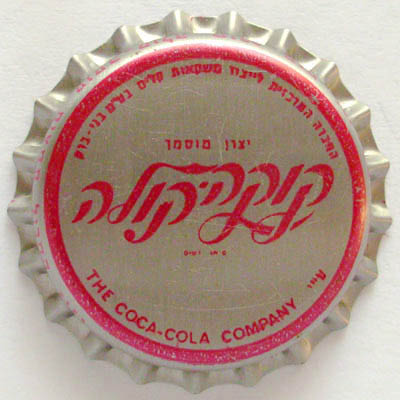 החברה המרכזית לייצור משקאות קלים בע"מ בני-ברק
יצרן מוסמך
קוקה-קולה
THE COCA-COLA COMPANY